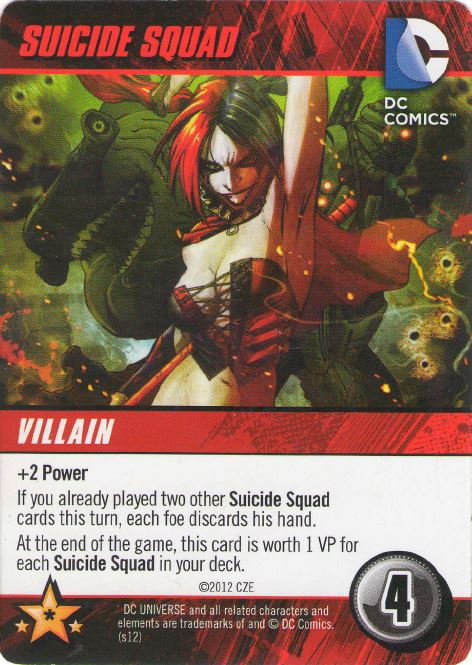 SUICIDE SQUAD
DC
DC
COMICS™
VILLAIN
+2 Power
If you already played two other Suicide Squad
cards this turn, each foe discards his hand.
At the end of the game, this card is worth 1 VP for
each Suicide Squad in your deck.
©2012 CZE
*
4
DC UNIVERSE and all related characters and
elements are trademarks of and © DC Comics.
(s12)